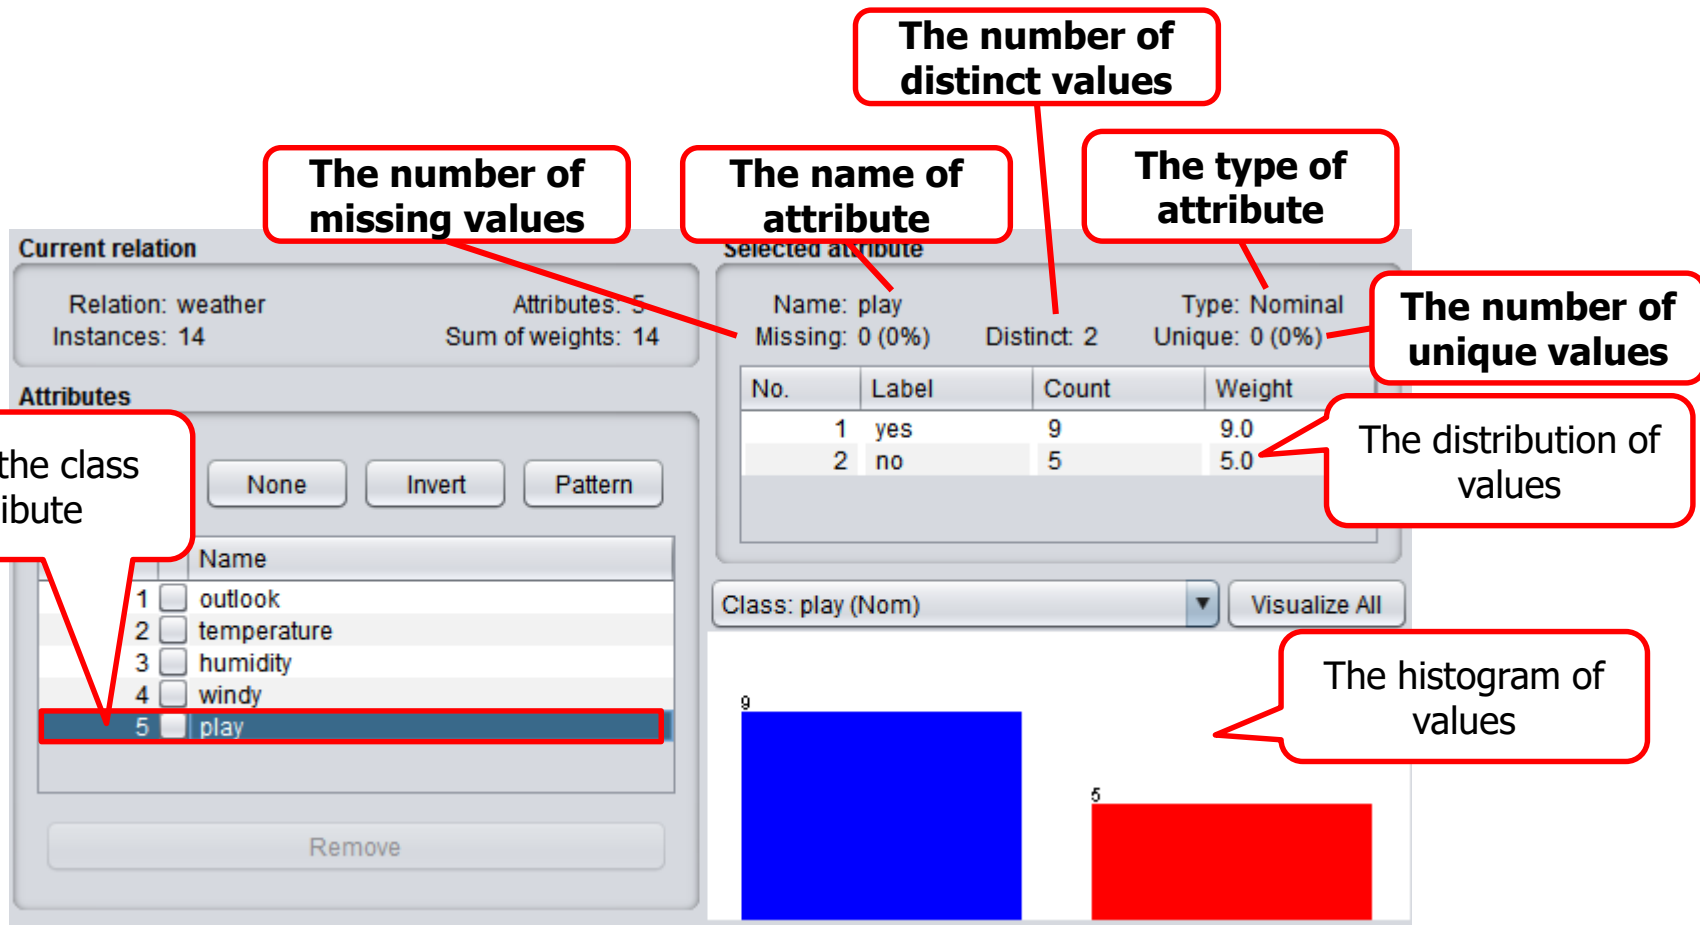 The number of
distinct values
The number of
missing values
The name of
attribute
The type of
attribute
Current relation
Selected attribute
Relation: weather
Attributes: 5
Instances: 14
Sum of weights: 14
Name: play
Type: Nominal
Missing: 0 (0%)
Distinct: 2
Unique: 0 (0%)
The number of
unique values
No. Label Count Weight
1 yes 9 9.0
2 no 5 5.0
The distribution of
values
Attributes
the class
ibute
None
Invert
Pattern
Name
1 outlook
2 temperature
3 humidity
4 windy
5 play
Remove
Class: play (Nom)
Visualize All
The histogram of
values
9
5